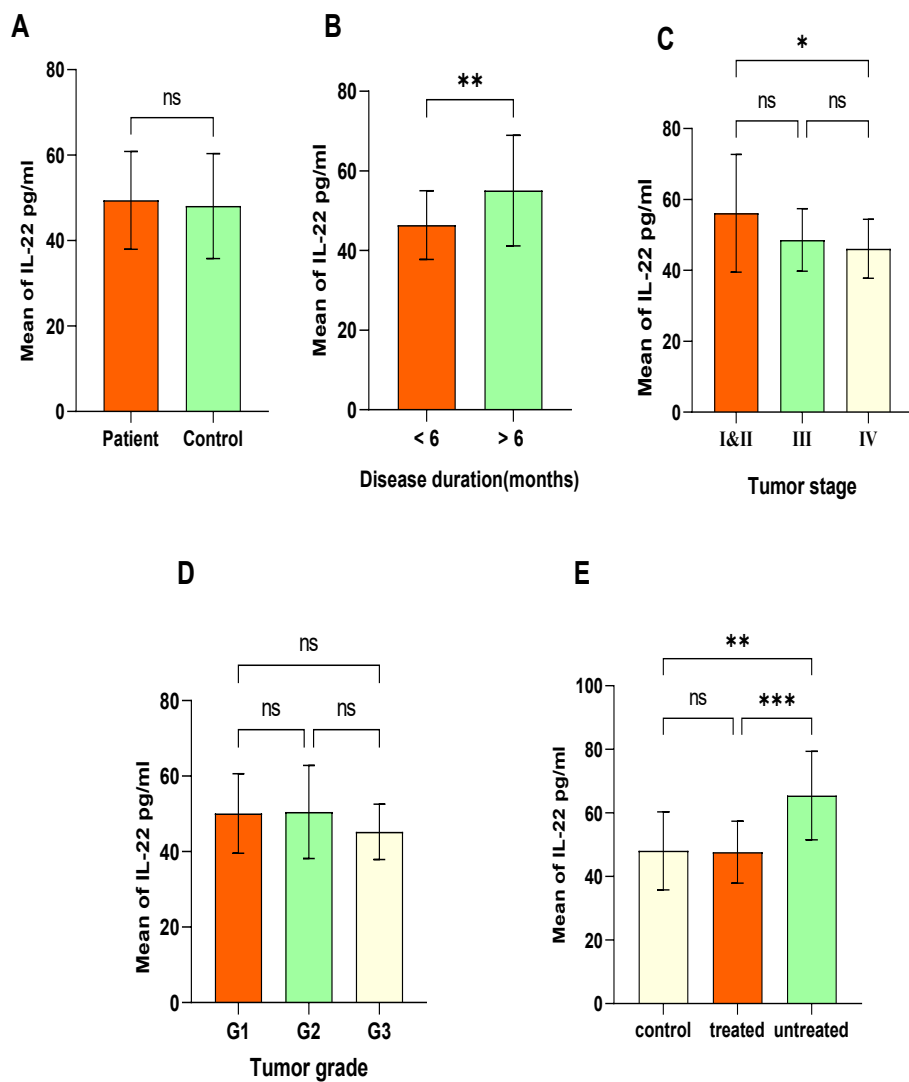 A
Mean of IL-22 pg/ml
80
60
40
20
0
ns
Patient
Control
B
Mean of IL-22 pg/ml
80
60
40
20
0
**
< 6
> 6
Disease duration(months)
C
Mean of IL-22 pg/ml
80
60
40
20
0
*
ns
ns
I&II
III
IV
Tumor stage
D
Mean of IL-22 pg/ml
80
60
40
20
0
ns
ns
ns
G1
G2
G3
Tumor grade
E
Mean of IL-22 pg/ml
100
80
60
40
20
0
**
ns
***
control
treated
untreated